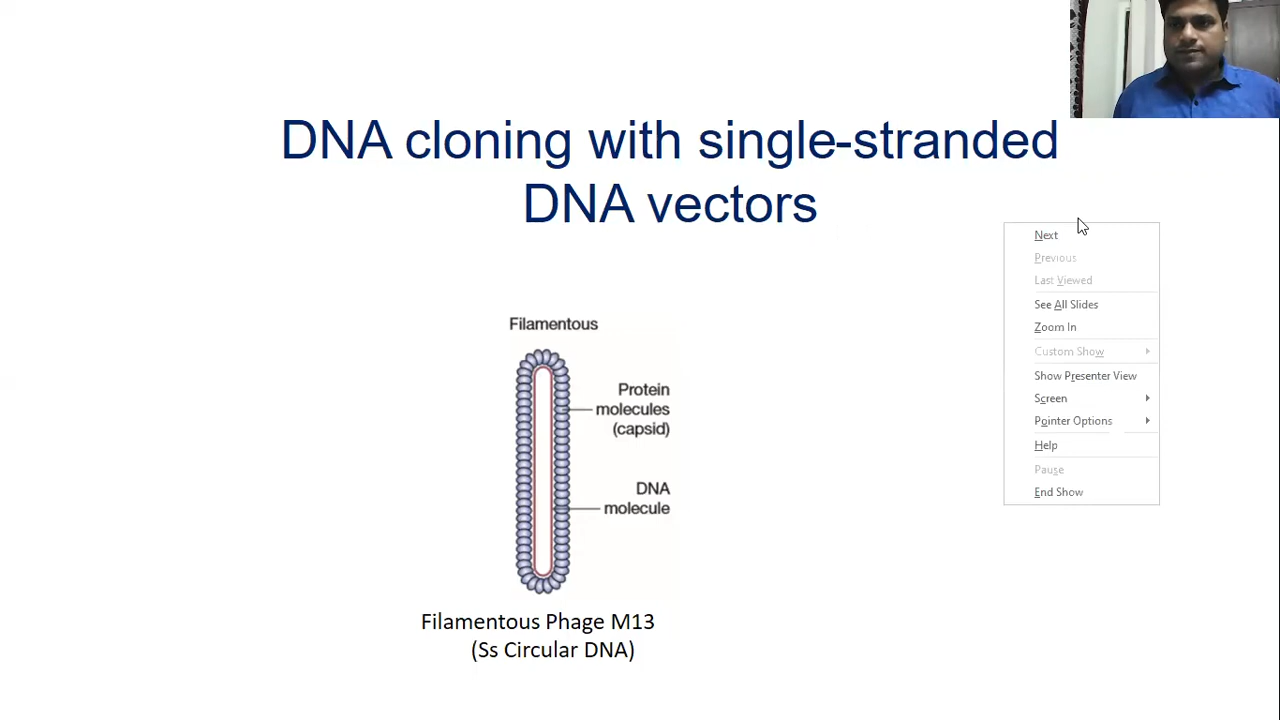 DNA cloning with single-stranded
DNA vectors
Next
Previous
Last Viewed
See All Slides
Zoom In
Custom Show
Show Presenter View
Screen
Pointer Options
Help
Pause
End Show
Filamentous
Protein
molecules
(capsid)
DNA
molecule
Filamentous Phage M13
(Ss Circular DNA)